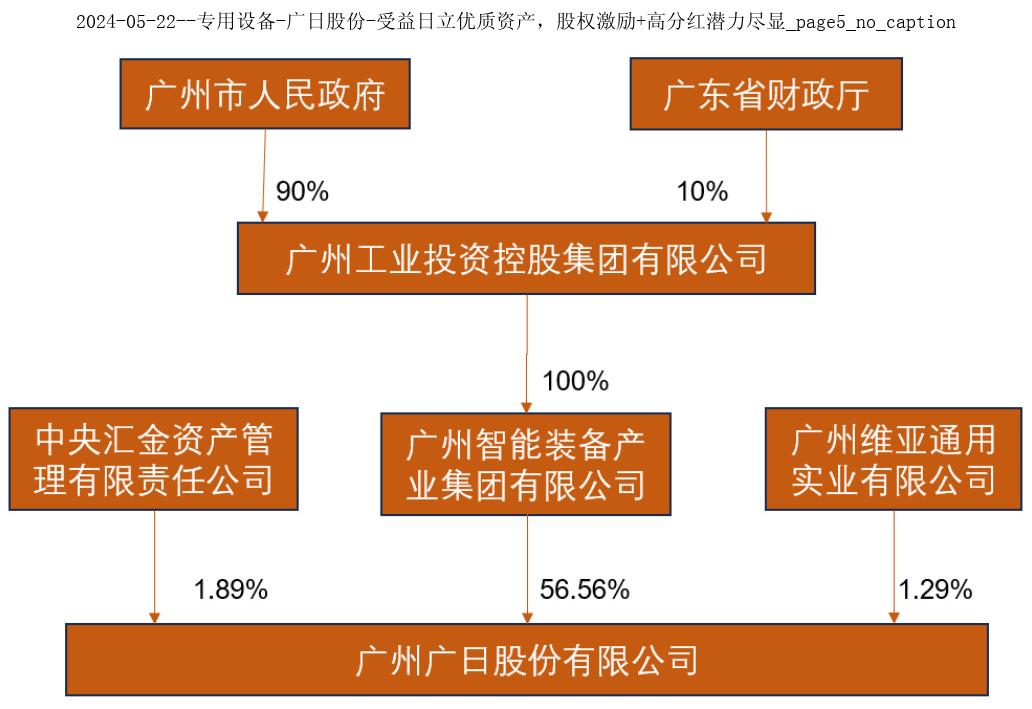 2024-05-22--专用设备-广日股份-受益日立优质资产，股权激励+高分红潜力尽显_page5_no_caption
广州市人民政府
广东省财政厅
90%
10%
广州工业投资控股集团有限公司
100%
中央汇金资产管
理有限责任公司
广州智能装备产
业集团有限公司
广州维亚通用
实业有限公司
1.89%
56.56%
1.29%
广州广日股份有限公司